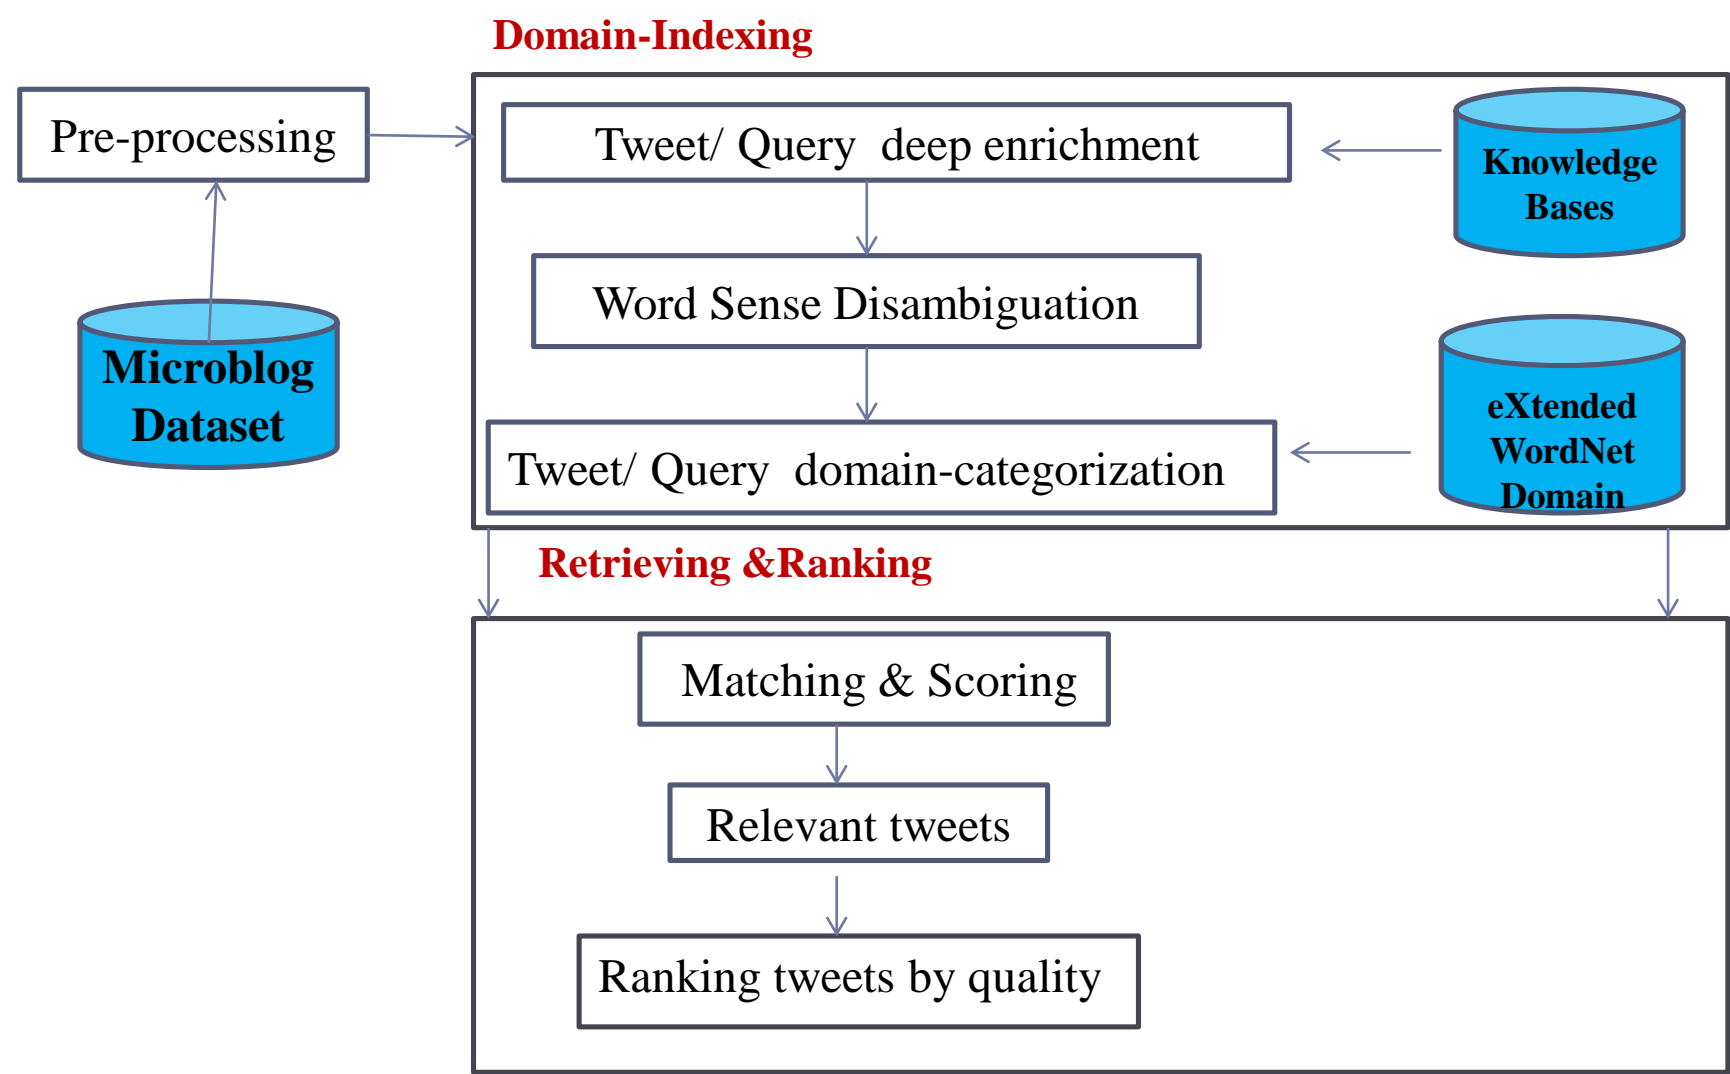 Domain-Indexing
Pre-processing
Tweet/ Query  deep enrichment
Knowledge
Bases
Word Sense Disambiguation
Microblog
Dataset
eXtended
WordNet
Domain
Tweet/ Query  domain-categorization
Retrieving &Ranking
Matching & Scoring
Relevant tweets
Ranking tweets by quality